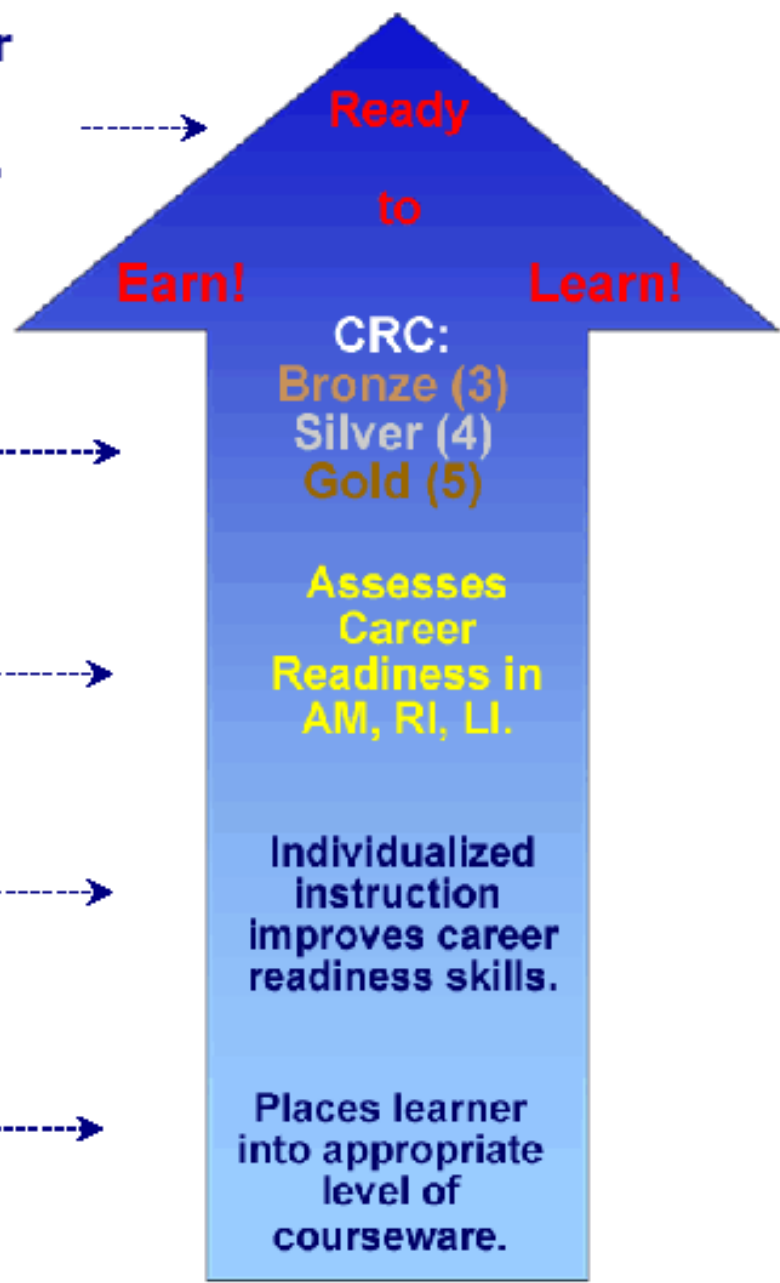 r
Ready
to
Earn! Learn!
CRC:
Bronze (3)
Silver (4)
Gold (5)
Assesses
Career
Readiness in
AM, RI, LI.
Individualized
instruction
improves career
readiness skills.
Places learner
into appropriate
level of
courseware.